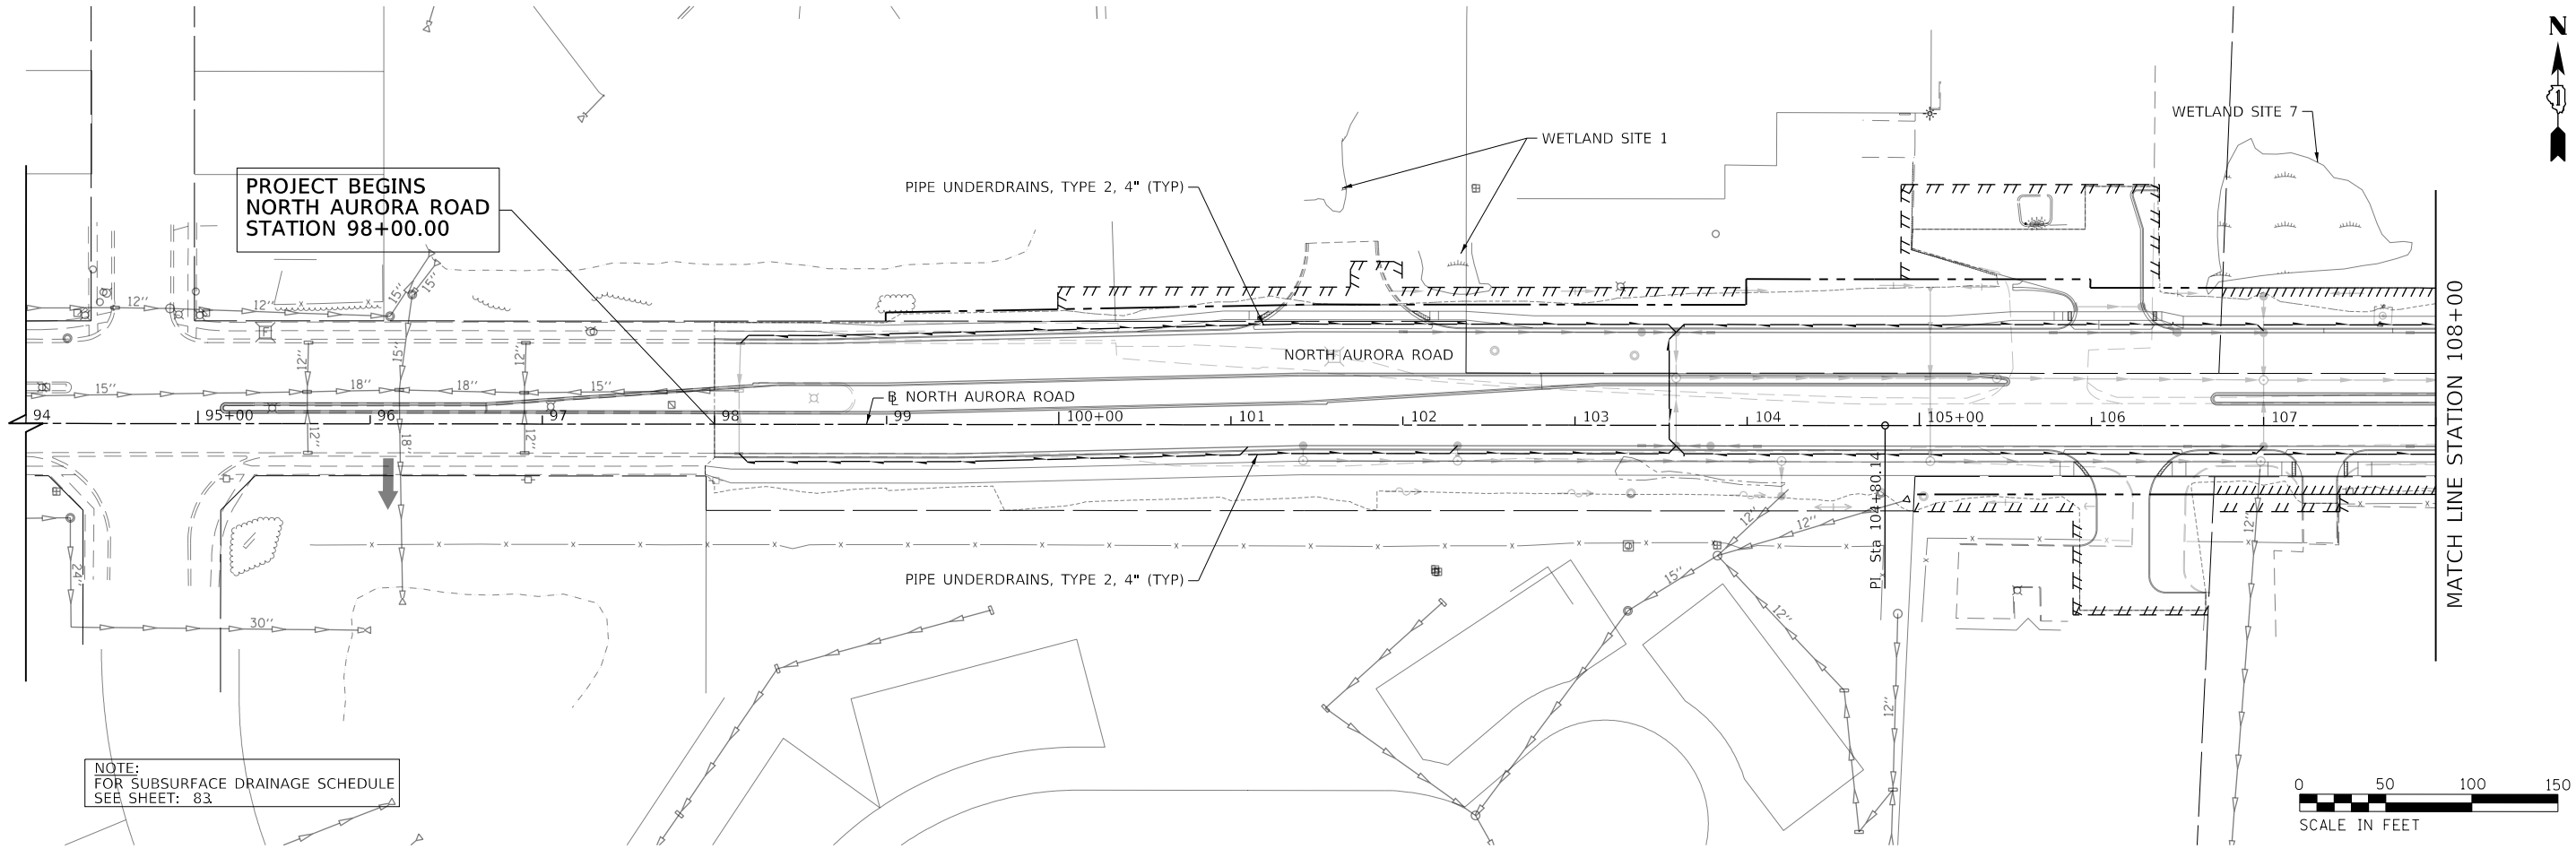 N
WETLAND SITE 7
WETLAND SITE 1
PROJECT BEGINS
NORTH AURORA ROAD
STATION 98+00.00
PIPE UNDERDRAINS, TYPE 2, 4" (TYP)
12"
12"
15"
15"
15"
12"
12"
15"
18"
18"
15"
NORTH AURORA ROAD
B NORTH AURORA ROAD
94
95+00
96
97
98
99
100+00
101
102
103
104
105+00
106
107
12"
18"
12"
MATCH LINE STATION 108+00
PI Sta 104+80.14
PIPE UNDERDRAINS, TYPE 2, 4" (TYP)
12"
12"
15"
12"
12"
12"
24"
30"
NOTE:
FOR SUBSURFACE DRAINAGE SCHEDULE
SEE SHEET: 83
0 50 100 150
SCALE IN FEET